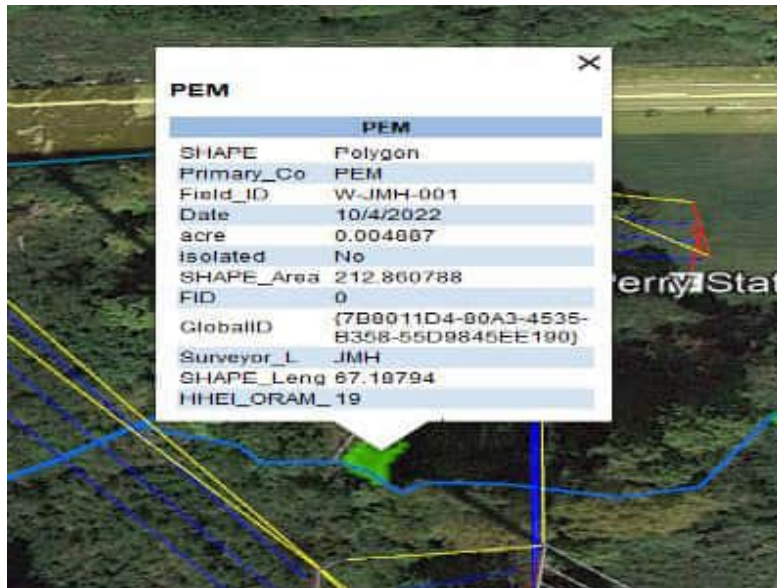 PEM
PEM
SHAPE Polygon
Primary_Co PEM
Field_ID W-JMH-001
Date 10/4/2022
acre 0.004887
isolated No
SHAPE_Area 212.860788
FID 0
GlobalID {7B8011D4-80A3-4535-
B358-55D9845EE190}
Surveyor_L JMH
SHAPE_Leng 67.18794
HHEI_ORAM_ 19
Perry Stat